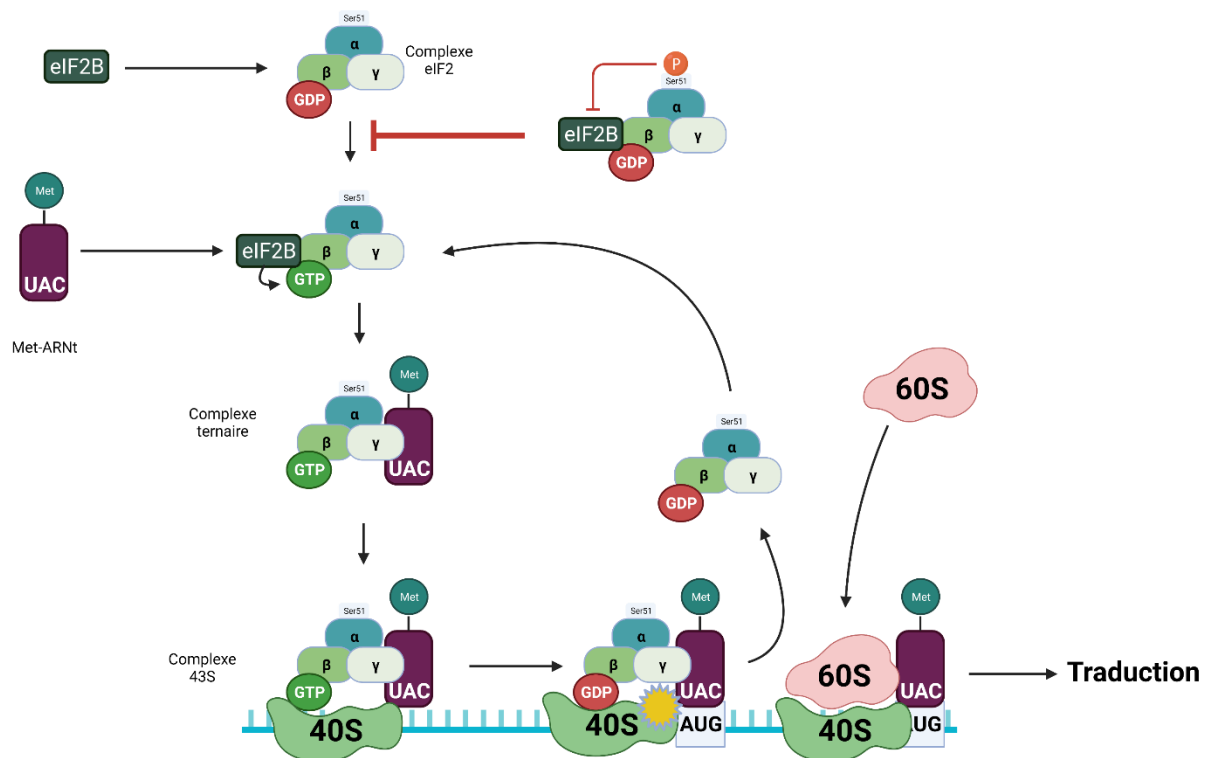 Ser51
α
eIF2B
β
γ
Complexe
eIF2
GDP
P
Ser51
α
eIF2B
β
γ
GDP
Met
UAC
Met-ARNt
Ser51
α
eIF2B
β
γ
GTP
Complexe
ternaire
Ser51
α
β
γ
GTP
Met
UAC
Ser51
α
β
γ
GDP
60S
Complexe
43S
Ser51
α
β
γ
GTP
Met
UAC
40S
Ser51
α
β
γ
GDP
Met
UAC
40S
AUG
Met
60S
UAC
40S
AUG
Traduction